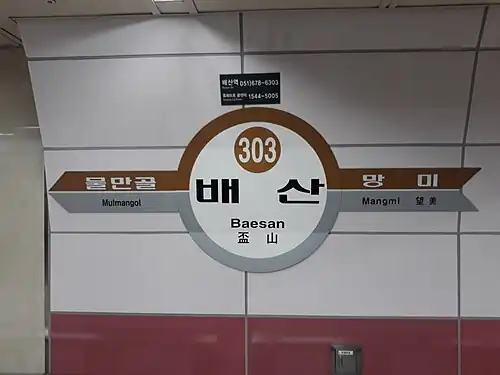 배산역 051)678-6303
1544-5005
303
물만골
배 산
망 미
Mulmangol
Baesan
Mangmi 望美
盃 山